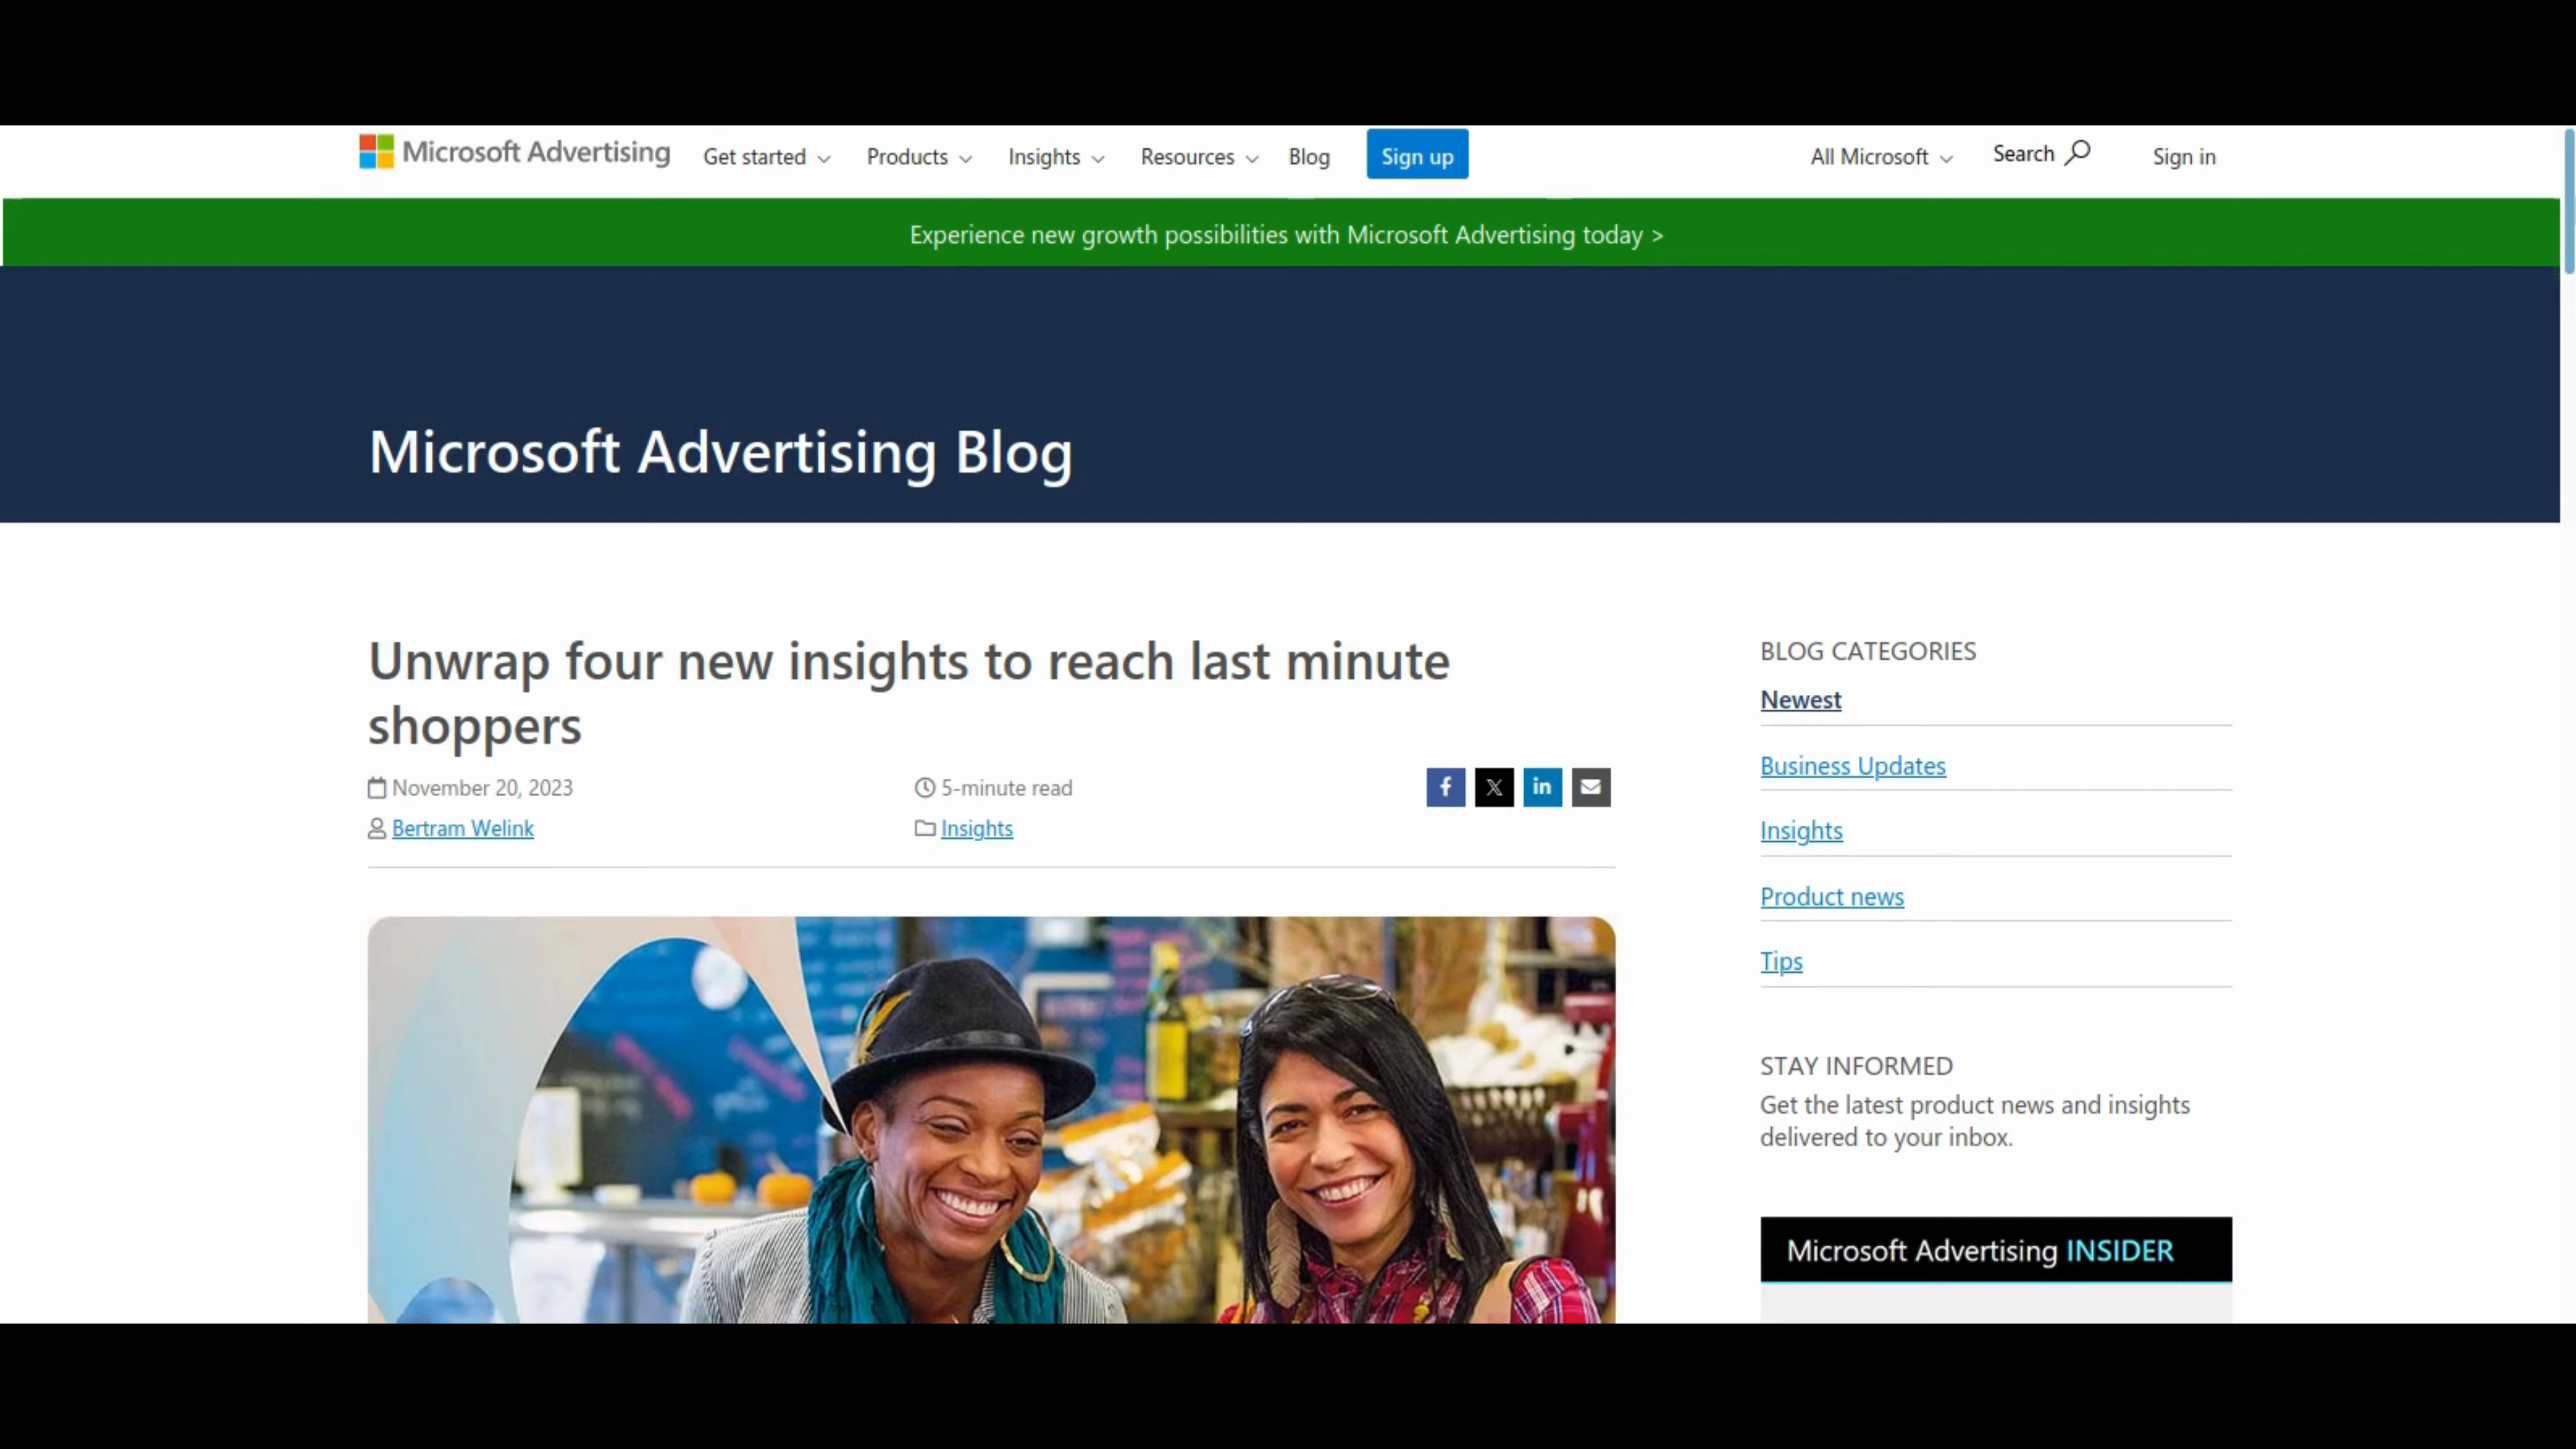 Microsoft Advertising
Get started
Products
Insights
Resources
Blog
Sign up
All Microsoft
Search
Sign in
Experience new growth possibilities with Microsoft Advertising today >
Microsoft Advertising Blog
Unwrap four new insights to reach last minute
shoppers
November 20, 2023
5-minute read
Bertram Welink
Insights
BLOG CATEGORIES
Newest
Business Updates
Insights
Product news
Tips
STAY INFORMED
Get the latest product news and insights
delivered to your inbox.
Microsoft Advertising INSIDER